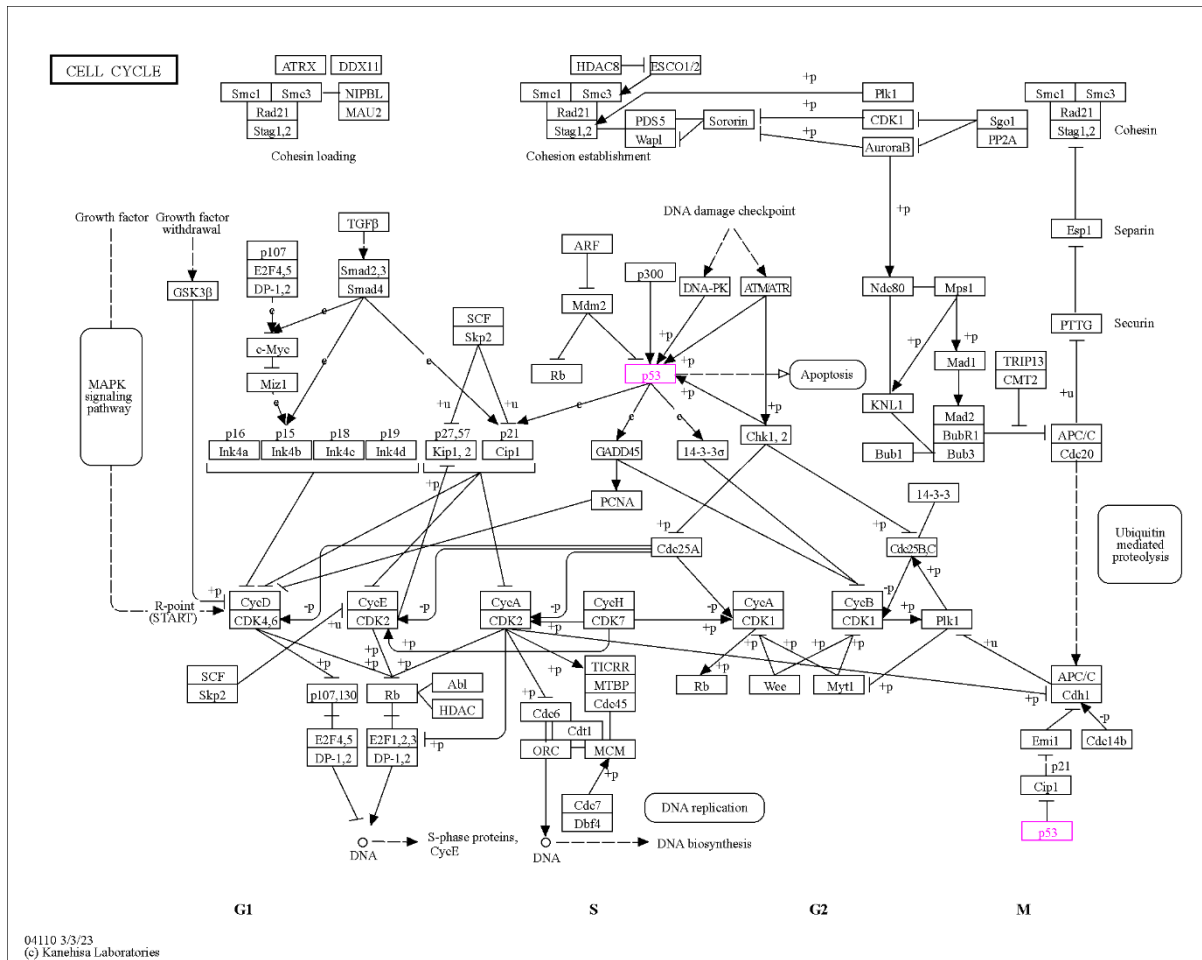 CELL CYCLE
ATRX
DDX11
Smc1
Smc3
NIPBL
Rad21
MAU2
Stag1,2
Cohesin loading
HDAC8
ESCO1/2
Smc1
Smc3
Rad21
Stag1,2
PDS5
Wapl
Sororin
Cohesion establishment
+p
Plk1
+p
CDK1
+p
AuroraB
Sgo1
PP2A
Smc1
Smc3
Rad21
Stag1,2
Cohesin
Growth factor
Growth factor
withdrawal
GSK3β
p107
E2F4,5
DP-1,2
TGFβ
Smad2,3
Smad4
e
e
c-Myc
Miz1
e
e
e
SCF
Skp2
+u
+u
ARF
Mdm2
Rb
p300
DNA damage checkpoint
DNA-PK
ATM/ATR
+p
+p
+p
+p
p53
Apoptosis
e
e
e
+p
Ndc80
Mps1
+p
+p
Mad1
KNL1
Mad2
BubR1
Bub3
Bub1
TRIP13
CMT2
Esp1
Separin
PTTG
Securin
+u
APC/C
Cdc20
MAPK
signaling
pathway
p16
Ink4a
p15
Ink4b
p18
Ink4c
p19
Ink4d
p27,57
Kip1, 2
p21
Cip1
GADD45
14-3-3σ
Chk1, 2
PCNA
+p
+p
+p
Cdc25A
14-3-3
Cdc25B,C
Ubiquitin
mediated
proteolysis
R-point
(START)
+p
CycD
CDK4,6
-p
CycE
CDK2
-p
CycA
CDK2
-p
+p
CycH
CDK7
-p
+p
CycA
CDK1
CycB
CDK1
-p
+p
+p
Plk1
+u
SCF
Skp2
+u
+p
+p
+p
+p
+p
+p
p107,130
Rb
Abl
HDAC
E2F4,5
DP-1,2
E2F1,2,3
DP-1,2
+p
+p
TICRR
MTBP
Cdc45
Cdc6
Cdt1
ORC
MCM
+p
Cdc7
Dbf4
+p
Rb
Wee
Myt1
+p
+p
APC/C
Cdh1
-p
Emi1
Cdc14b
p21
Cip1
p53
DNA replication
DNA
S-phase proteins,
CycE
DNA
DNA biosynthesis
G1
S
G2
M
04110 3/3/23
(c) Kanehisa Laboratories